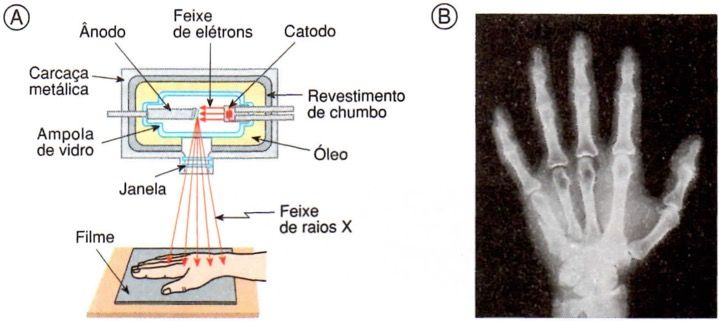 A
Ânodo
Feixe
de elétrons
Catodo
Carcaça
metálica
Revestimento
de chumbo
Ampola
de vidro
Óleo
Janela
Feixe
de raios X
Filme
B